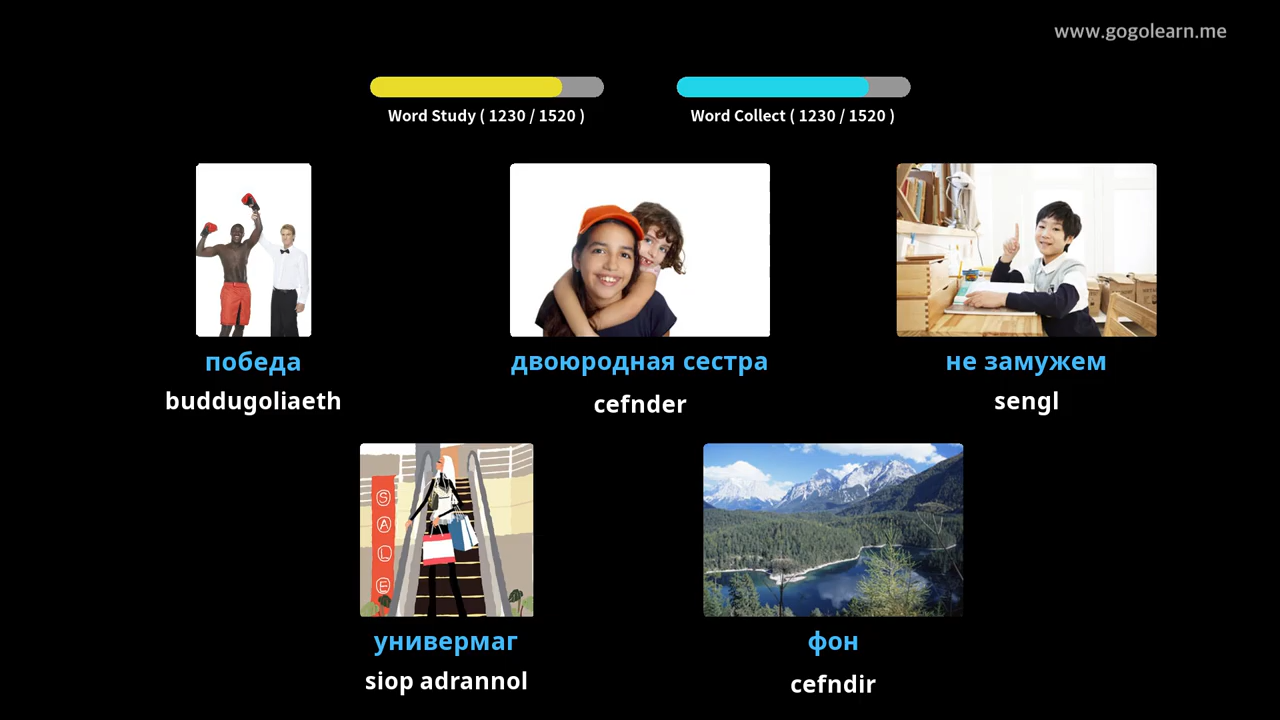 www.gogolearn.me
Word Study ( 1230 / 1520 )
Word Collect ( 1230 / 1520 )
победа
buddugoliaeth
двоюродная сестра
cefnder
не замужем
sengl
S
A
L
E
универмаг
siop adrannol
фон
cefndir